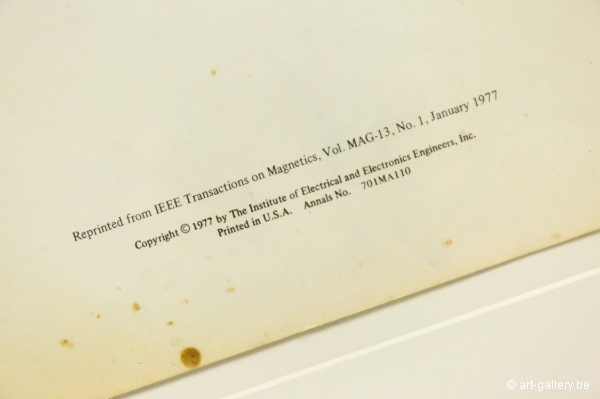 Reprinted from IEEE Transactions on Magnetics, Vol. MAG-13, No. 1, January 1977
Copyright © 1977 by The Institute of Electrical and Electronics Engineers, Inc.
Printed in U.S.A. Annals No. 701MA110
© art-gallery.be